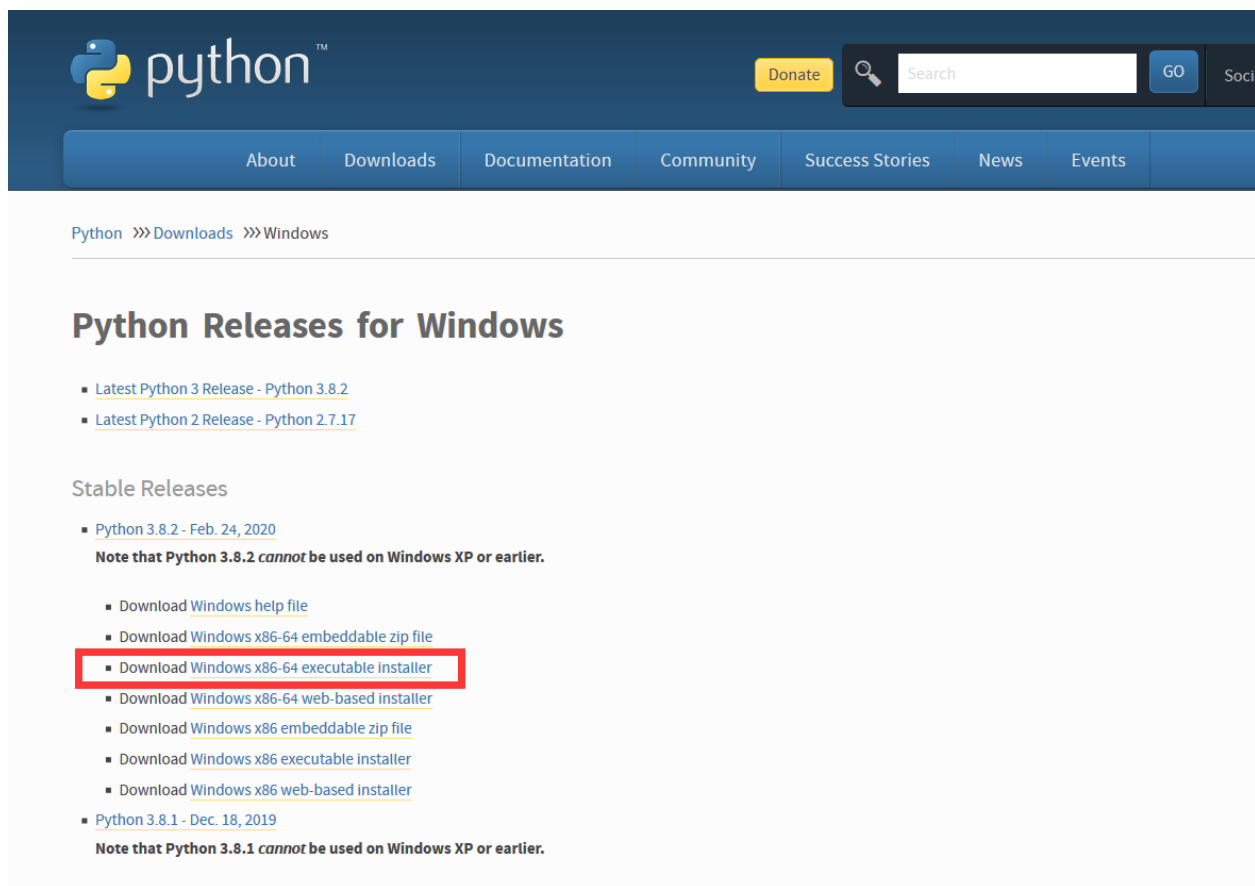 python™
Donate
Search
GO
Soci
About Downloads Documentation Community Success Stories News Events
Python >>> Downloads >>> Windows
Python Releases for Windows
Latest Python 3 Release - Python 3.8.2
Latest Python 2 Release - Python 2.7.17
Stable Releases
Python 3.8.2 - Feb. 24, 2020
Note that Python 3.8.2 cannot be used on Windows XP or earlier.
Download Windows help file
Download Windows x86-64 embeddable zip file
Download Windows x86-64 executable installer
Download Windows x86-64 web-based installer
Download Windows x86 embeddable zip file
Download Windows x86 executable installer
Download Windows x86 web-based installer
Python 3.8.1 - Dec. 18, 2019
Note that Python 3.8.1 cannot be used on Windows XP or earlier.